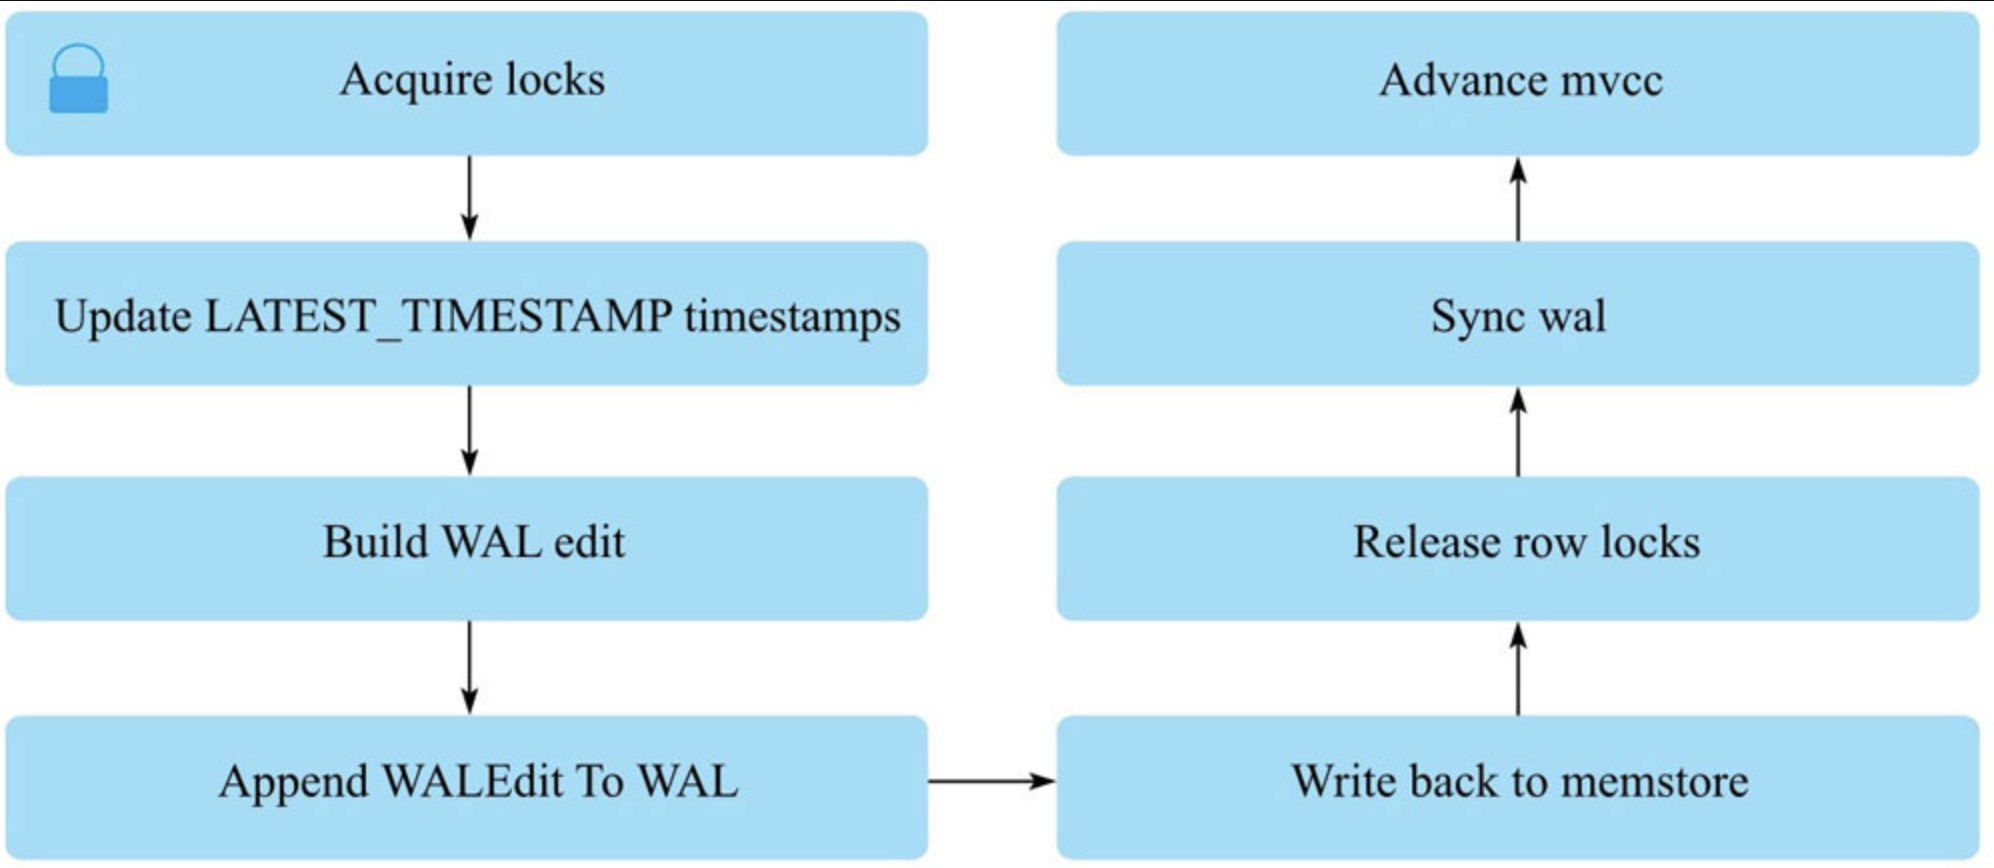 Acquire locks
Update LATEST_TIMESTAMP timestamps
Build WAL edit
Append WALEdit To WAL
Write back to memstore
Release row locks
Sync wal
Advance mvcc